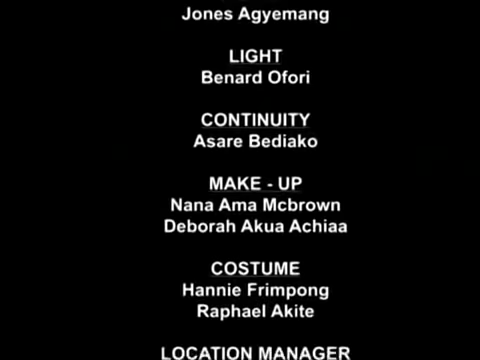 Jones Agyemang
LIGHT
Benard Ofori
CONTINUITY
Asare Bediako
MAKE - UP
Nana Ama Mcbrown
Deborah Akua Achiaa
COSTUME
Hannie Frimpong
Raphael Akite
LOCATION MANAGER